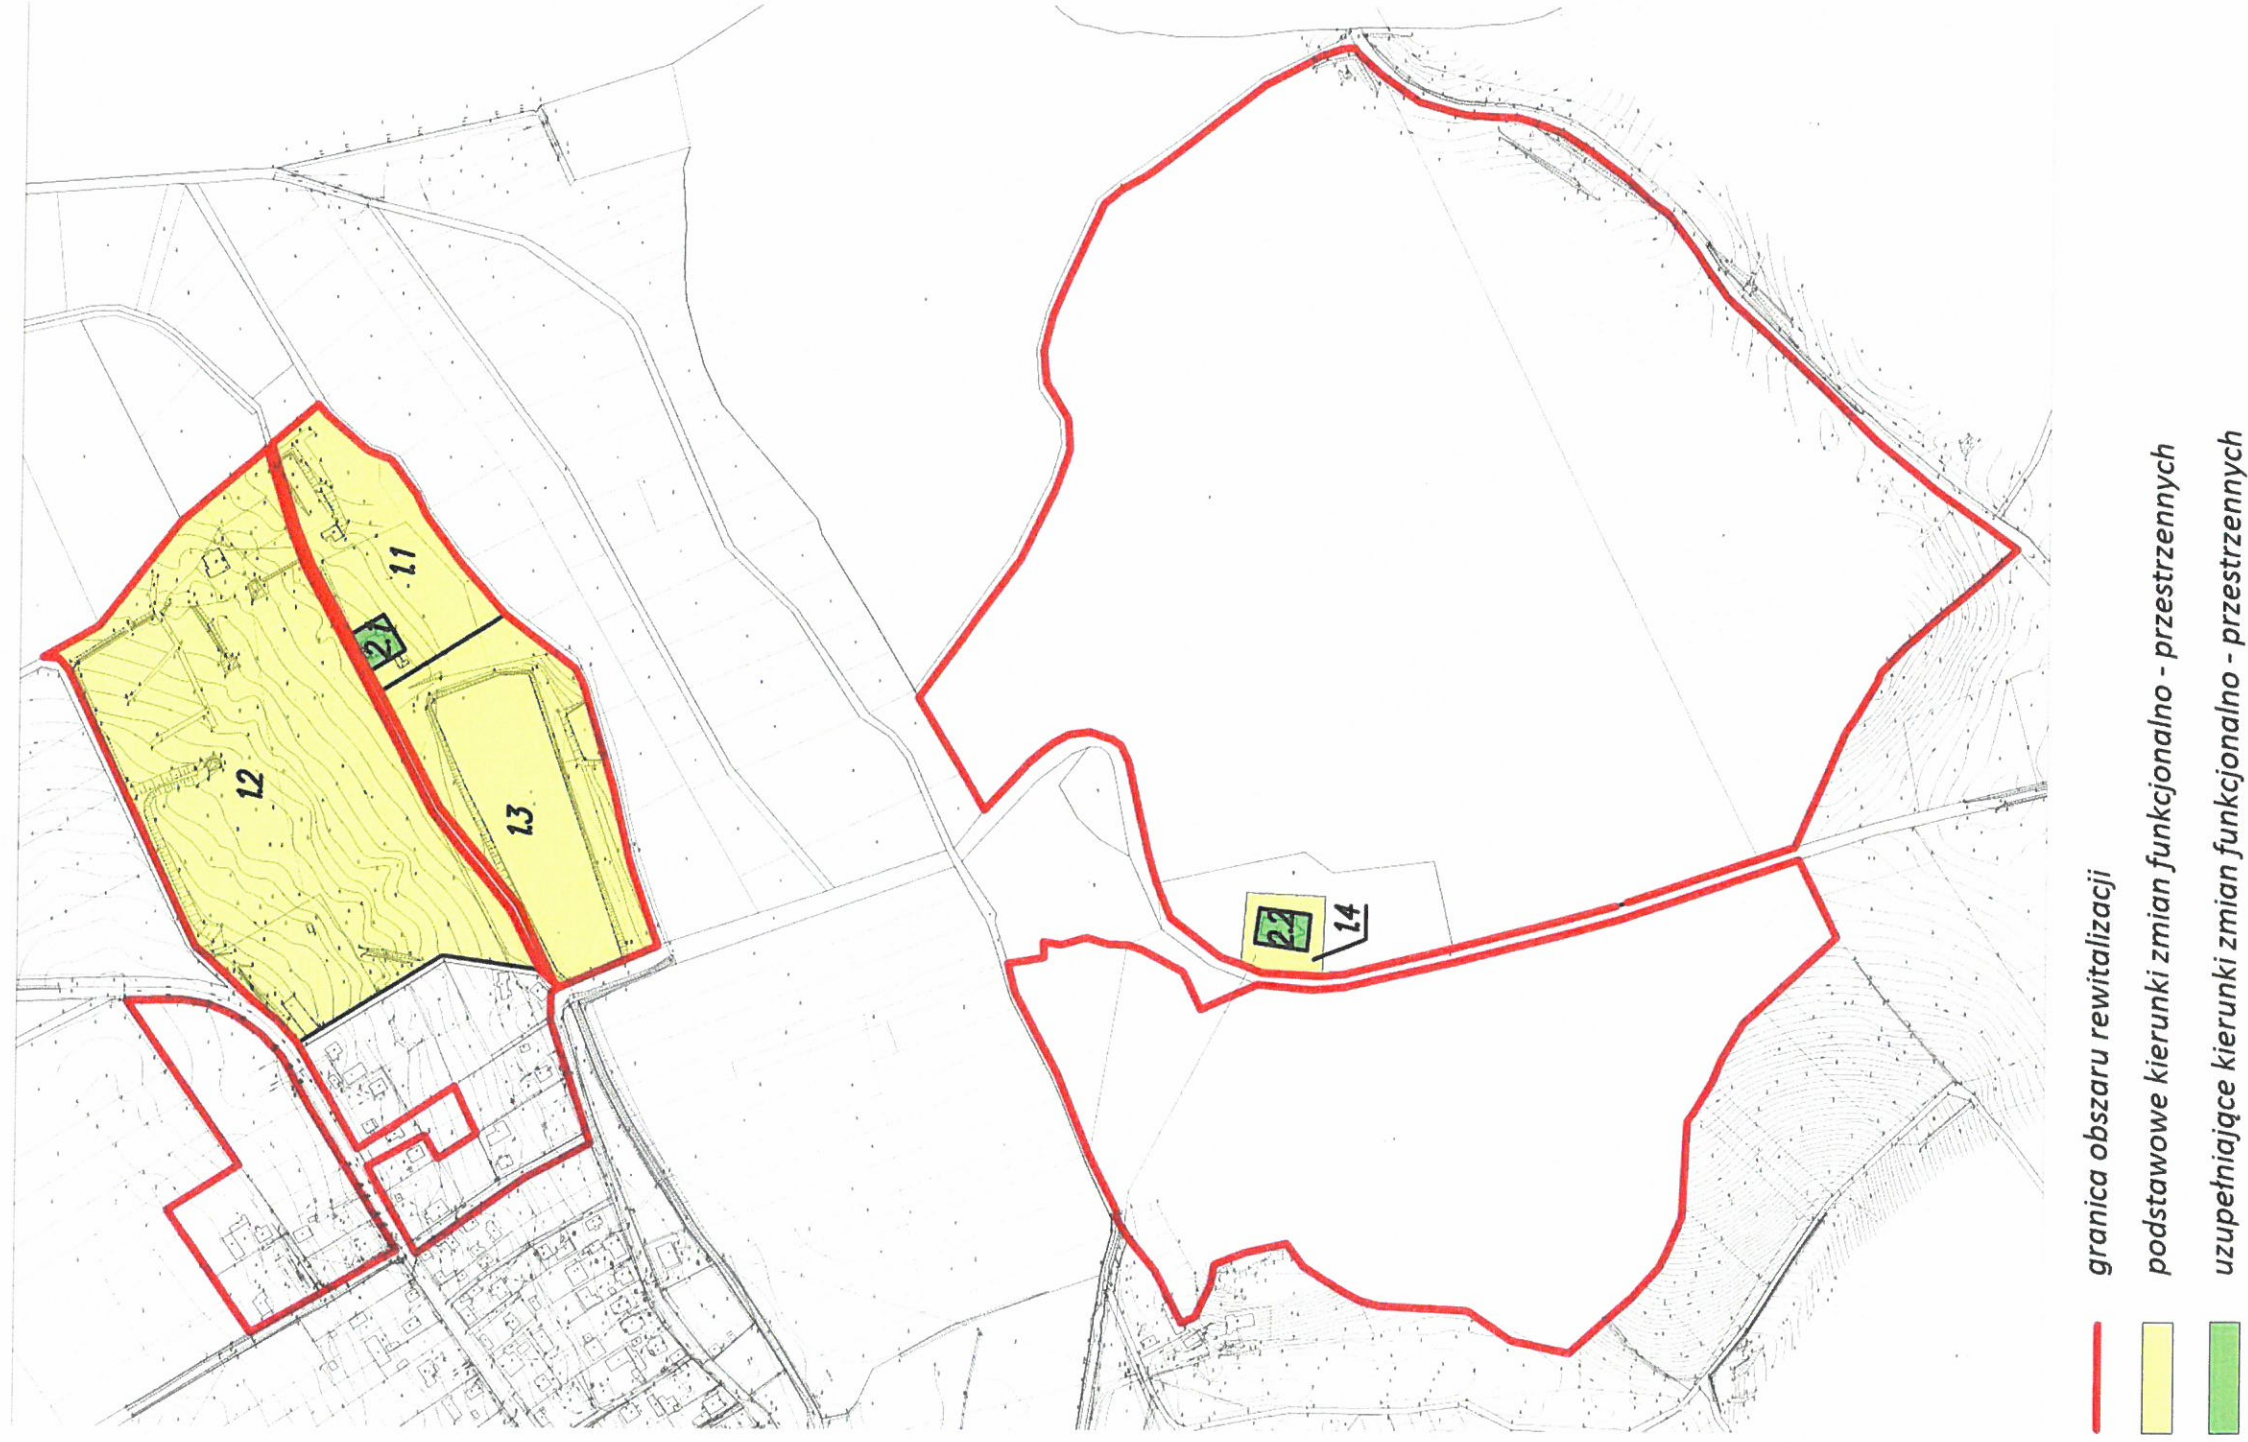 1.2
1.1
2.1
1.3
2.2
1.4
granica obszaru rewitalizacji
podstawowe kierunki zmian funkcjonalno - przestrzennych
uzupełniające kierunki zmian funkcjonalno - przestrzennych